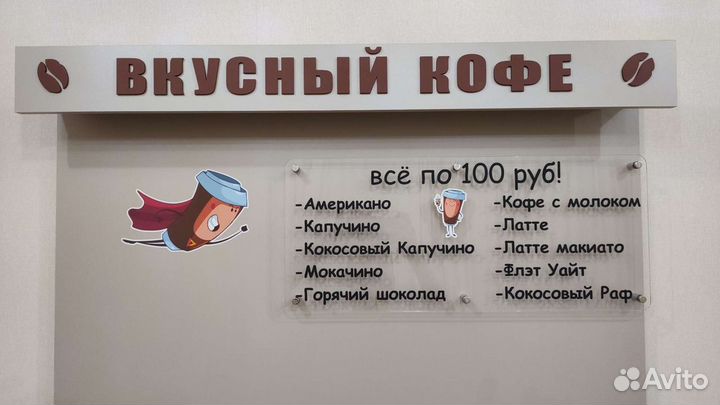 ВКУСНЫЙ КОФЕ
всё по 100 руб!
-Американо
-Капучино
-Кокосовый Капучино
-Мокачино
-Горячий шоколад
-Кофе с молоком
-Латте
-Латте макиато
-Флэт Уайт
-Кокосовый Раф
Avito